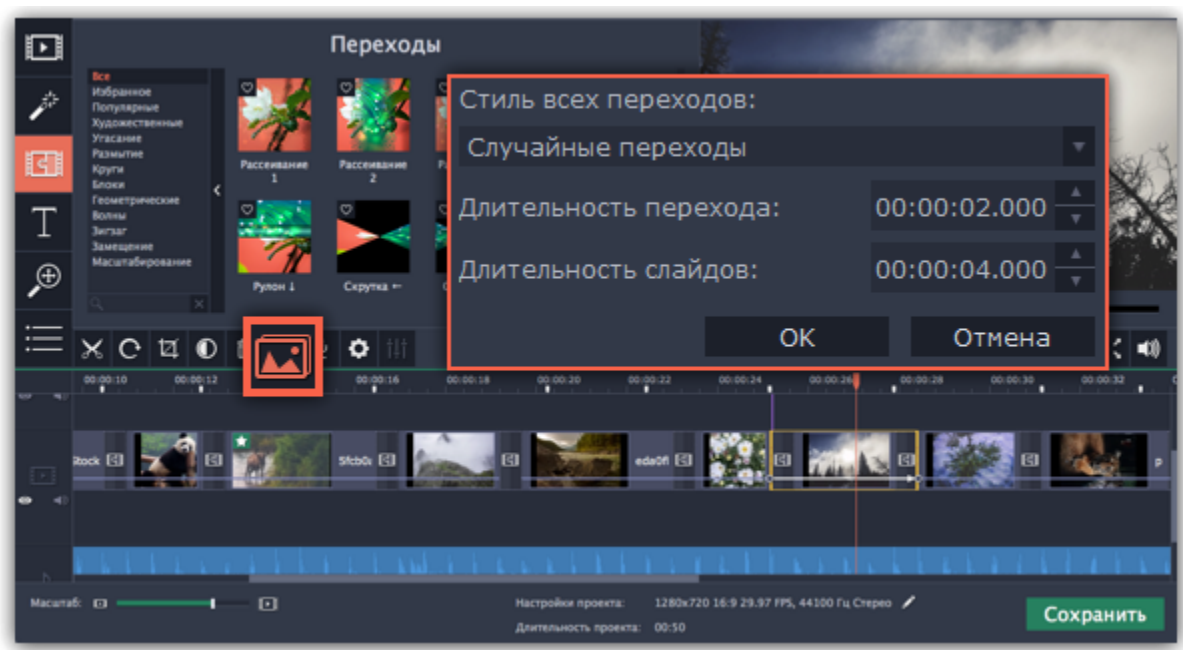 Переходы
Все
Избранное
Популярные
Художественные
Угасание
Размытие
Круги
Блоки
Геометрические
Волны
Зигзаг
Замещение
Масштабирование
Рассеивание
1
Рассеивание
2
Рулон ↓
Скрутка ←
Стиль всех переходов:
Случайные переходы
Длительность перехода: 00:00:02.000
Длительность слайдов: 00:00:04.000
OK Отмена
00:00:10 00:00:12 00:00:16 00:00:18 00:00:20 00:00:22 00:00:24 00:00:26 00:00:28 00:00:30 00:00:32
Stock 5fcb0 eda0fl p
Масштаб:
Настройки проекта: 1280x720 16:9 29.97 FPS, 44100 Гц Стерео
Длительность проекта: 00:50
Сохранить